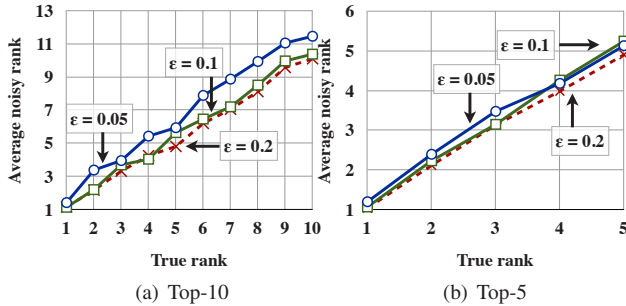 Average noisy rank
13
11
9
7
5
3
1
ε = 0.1
ε = 0.05
ε = 0.2
1 2 3 4 5 6 7 8 9 10
True rank
(a) Top-10
Average noisy rank
6
5
4
3
2
1
ε = 0.1
ε = 0.05
ε = 0.2
1 2 3 4 5
True rank
(b) Top-5